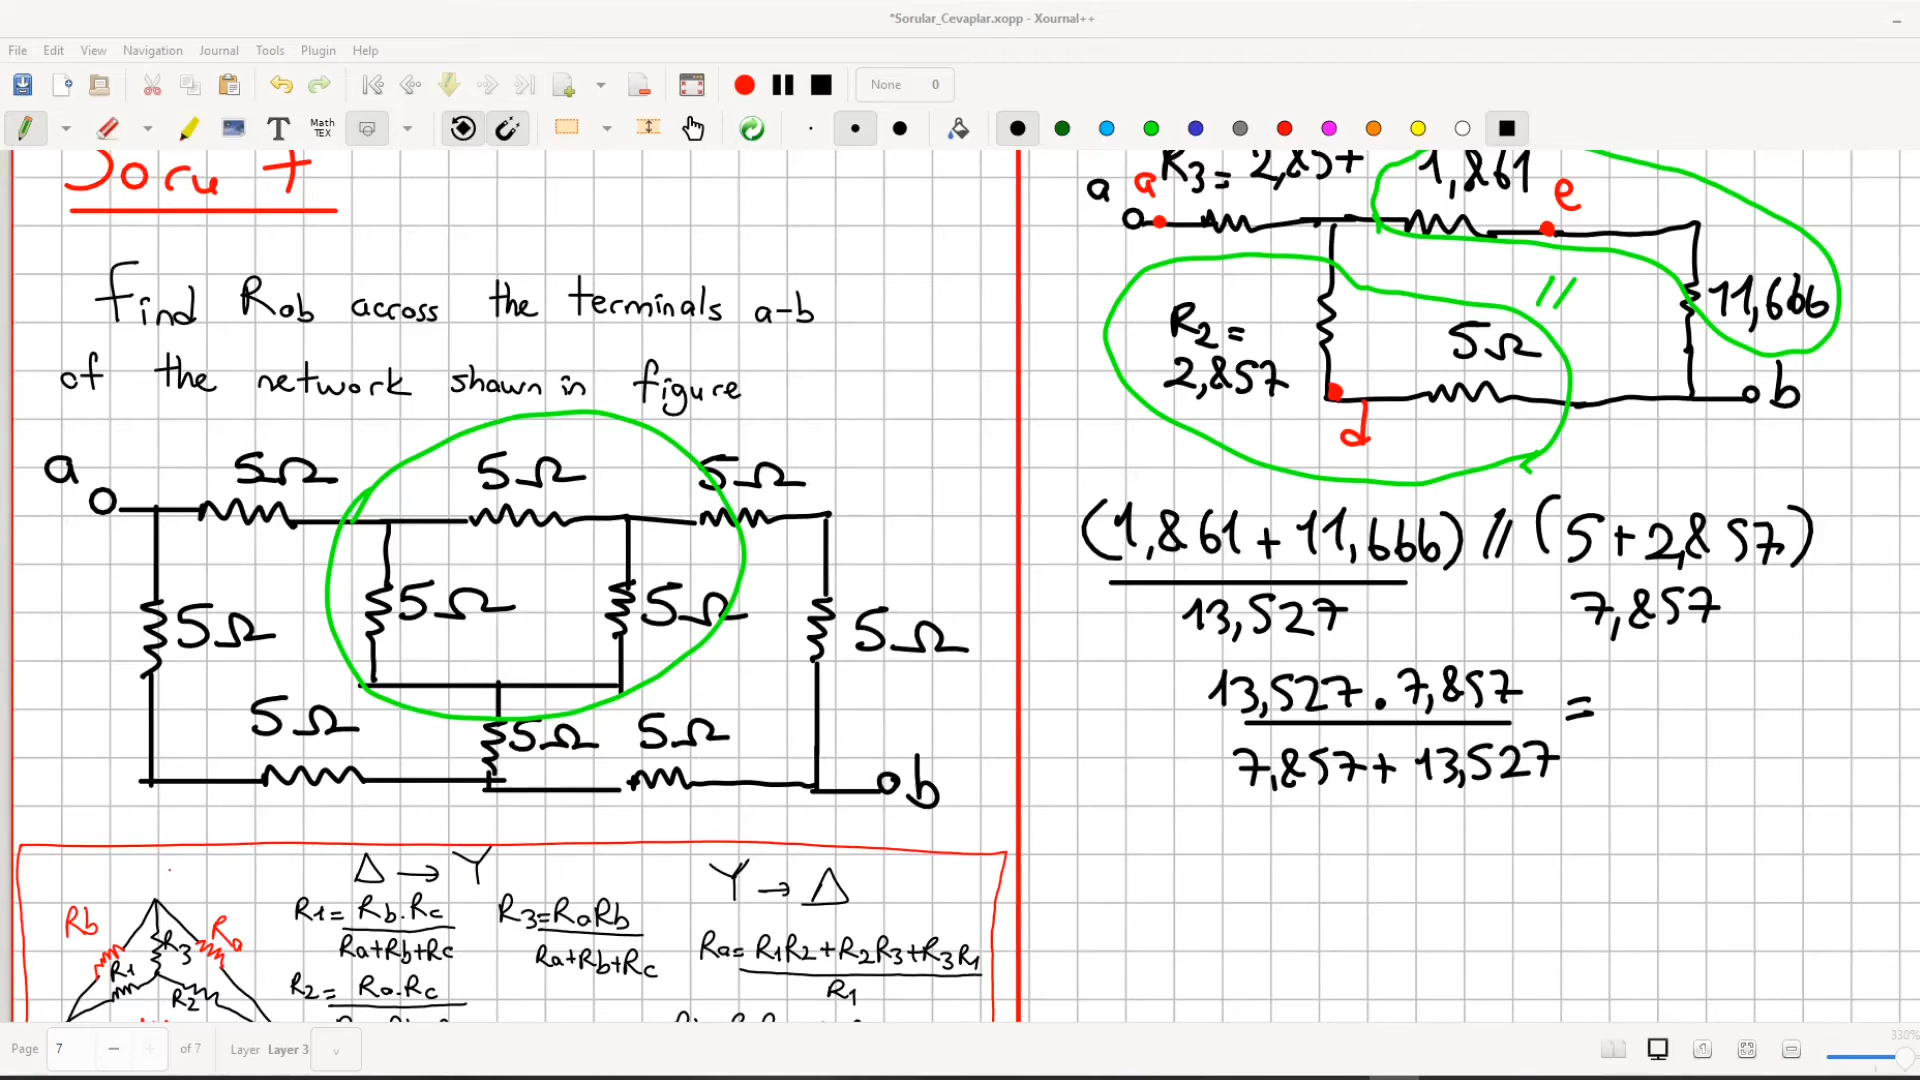 *Sorular_Cevaplar.xopp - Xournal++
File Edit View Navigation Journal Tools Plugin Help
None 0
Math
TEX
Soru 7
Find Rab across the terminals a-b
of the network shown in figure
a
5Ω 5Ω 5Ω
5Ω 5Ω 5Ω 5Ω
5Ω 5Ω 5Ω
b
Δ → Y
Rb Ra
R1 R3 R2
R1= Rb.Rc
Ra+Rb+Rc
R3=RaRb
Ra+Rb+Rc
R2= Ra.Rc
Y → Δ
Ra= R1R2+R2R3+R3R1
R1
a a R3= 2,857 1,861 e
R2= 2,857
5Ω
//
11,666
d
b
(1,861+11,666) // (5+2,857)
13,527 7,857
13,527.7,857 =
7,857+13,527
Page 7 − + of 7 Layer Layer 3
330%